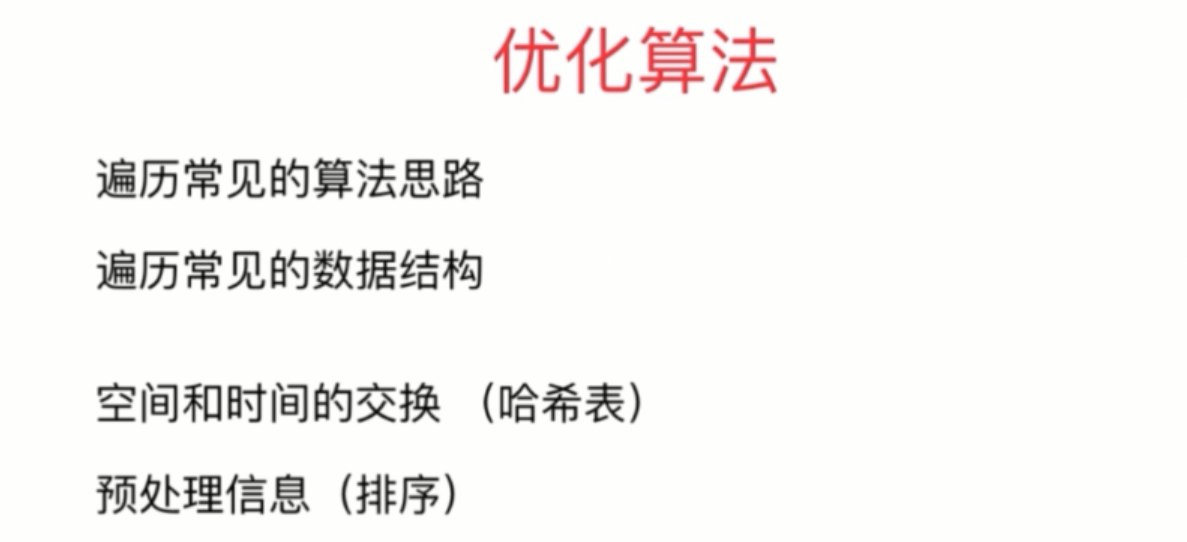 优化算法
遍历常见的算法思路
遍历常见的数据结构
空间和时间的交换 （哈希表）
预处理信息（排序）